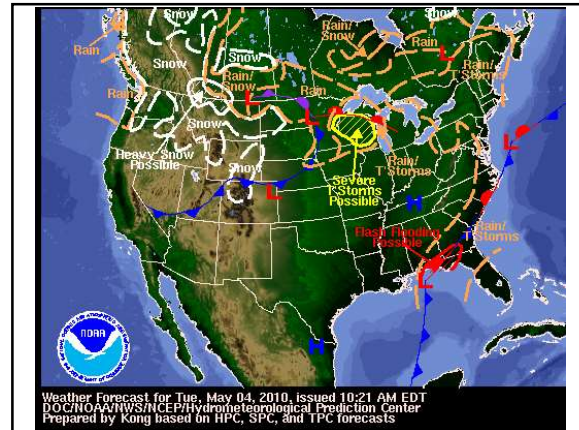 Snow
Rain/
Snow
Rain
Snow
Rain
Snow
Rain/
T'Storms
L
Rain/
Snow
L
Rain
L
Rain
Snow
L
Heavy Snow
Possible
Snow
L
Severe
T'Storms
Possible
Rain/
T'Storms
H
Flash Flooding
Possible
Rain/
T'Storms
L
H
NOAA
Weather Forecast for Tue, May 04, 2010, issued 10:21 AM EDT
DOC/NOAA/NWS/NCEP/Hydrometeorological Prediction Center
Prepared by Kong based on HPC, SPC, and TPC forecasts